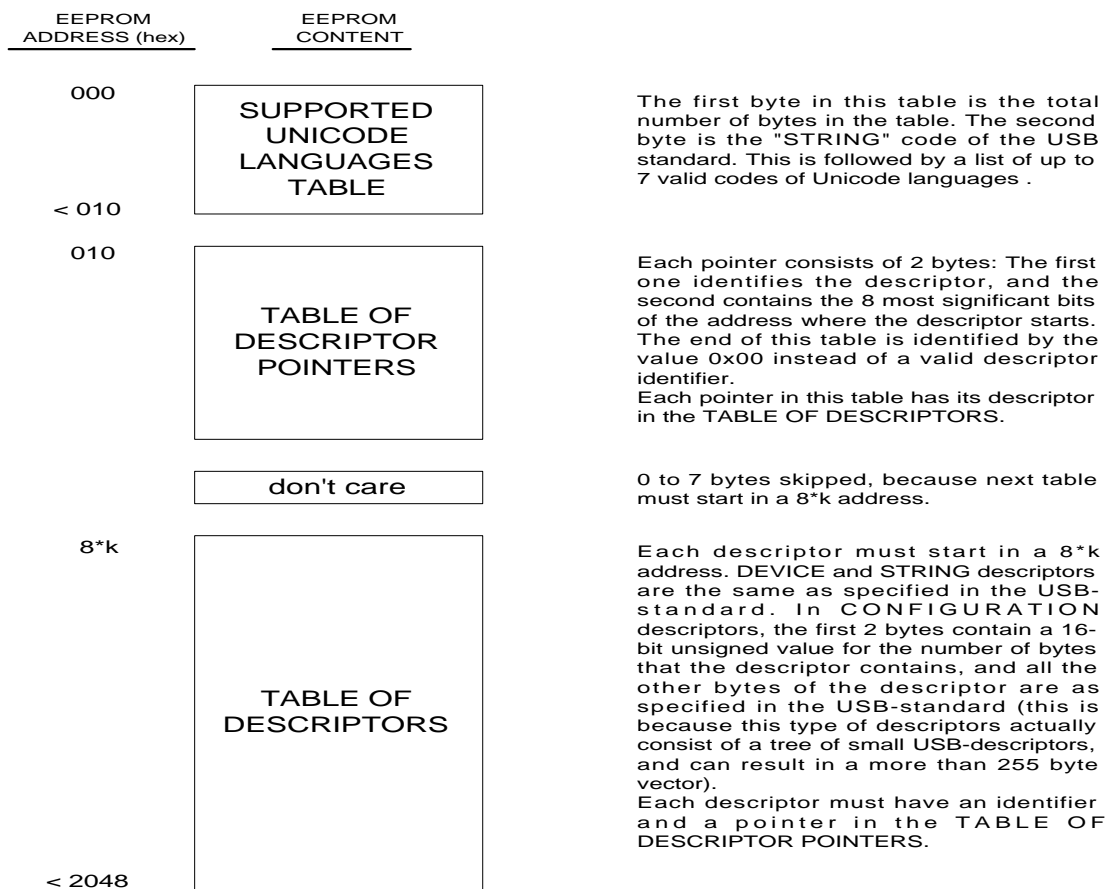 EEPROM
ADDRESS (hex)
EEPROM
CONTENT
000
SUPPORTED
UNICODE
LANGUAGES
TABLE
< 010
The first byte in this table is the total
number of bytes in the table. The second
byte is the "STRING" code of the USB
standard. This is followed by a list of up to
7 valid codes of Unicode languages .
010
TABLE OF
DESCRIPTOR
POINTERS
Each pointer consists of 2 bytes: The first
one identifies the descriptor, and the
second contains the 8 most significant bits
of the address where the descriptor starts.
The end of this table is identified by the
value 0x00 instead of a valid descriptor
identifier.
Each pointer in this table has its descriptor
in the TABLE OF DESCRIPTORS.
don't care
0 to 7 bytes skipped, because next table
must start in a 8*k address.
8*k
TABLE OF
DESCRIPTORS
< 2048
Each descriptor must start in a 8*k
address. DEVICE and STRING descriptors
are the same as specified in the USB-
standard. In CONFIGURATION
descriptors, the first 2 bytes contain a 16-
bit unsigned value for the number of bytes
that the descriptor contains, and all the
other bytes of the descriptor are as
specified in the USB-standard (this is
because this type of descriptors actually
consist of a tree of small USB-descriptors,
and can result in a more than 255 byte
vector).
Each descriptor must have an identifier
and a pointer in the TABLE OF
DESCRIPTOR POINTERS.